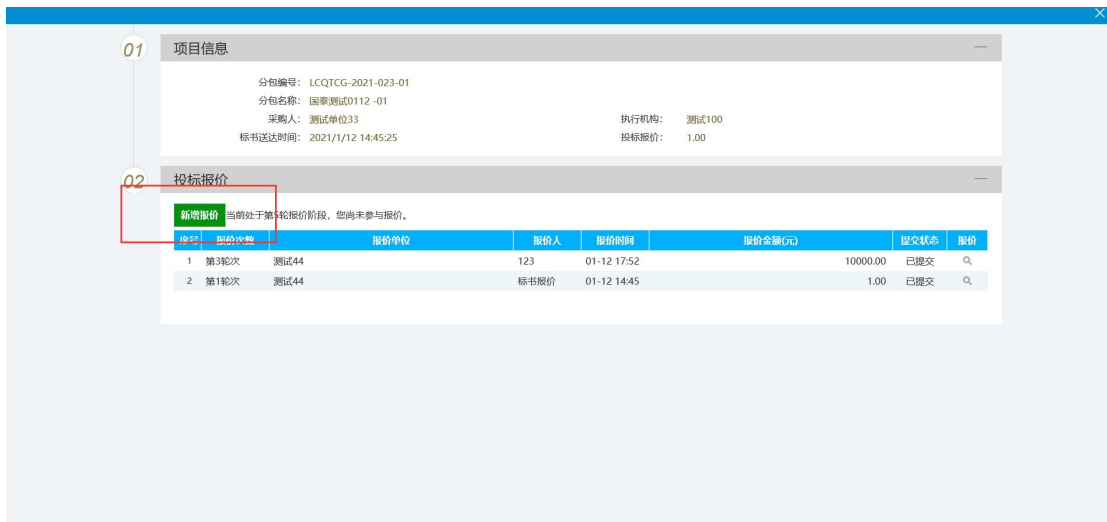 01 项目信息
分包编号： LCQTCG-2021-023-01
分包名称： 国泰测试0112 -01
采购人： 测试单位33 执行机构： 测试100
标书送达时间： 2021/1/12 14:45:25 投标报价： 1.00
02 投标报价
新增报价 当前处于第5轮报价阶段，您尚未参与报价。
序号 报价次数 报价单位 报价人 报价时间 报价金额(元) 提交状态 报价
1 第3轮次 测试44 123 01-12 17:52 10000.00 已提交
2 第1轮次 测试44 标书报价 01-12 14:45 1.00 已提交